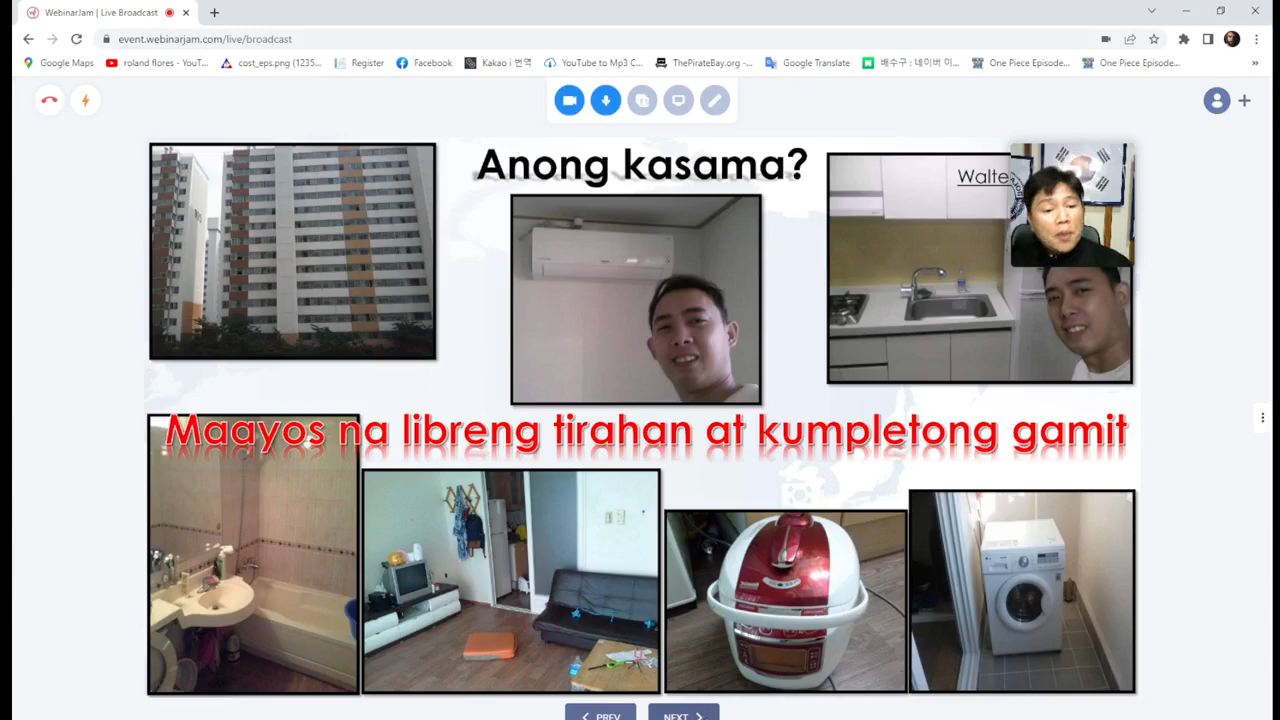 WebinarJam | Live Broadcast
event.webinarjam.com/live/broadcast
Google Maps
roland flores - YouT...
cost_eps.png (1235...
Register
Facebook
Kakao i 번역
YouTube to Mp3 C...
ThePirateBay.org -...
Google Translate
배수구 : 네이버 이...
One Piece Episode...
One Piece Episode...
»
Anong kasama?
Walte
Maayos na libreng tirahan at kumpletong gamit
PREV
NEXT